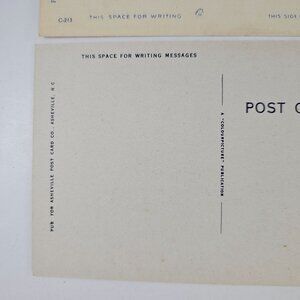 C-213
THIS SPACE FOR WRITING
THIS SIDE
THIS SPACE FOR WRITING MESSAGES
POST C
PUB. FOR ASHEVILLE POST CARD CO. ASHEVILLE, N. C.
A "COLOURPICTURE" PUBLICATION